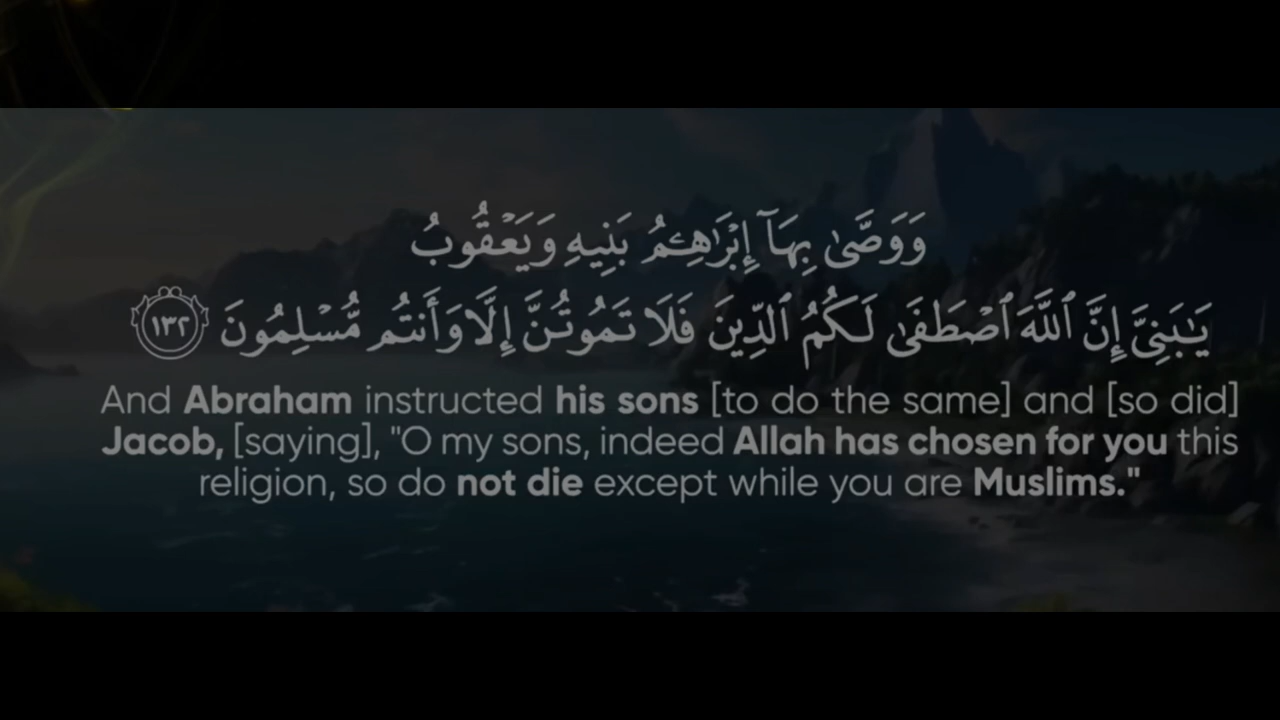 وَوَصَّىٰ بِهَآ إِبْرَٰهِـۧمُ بَنِيهِ وَيَعْقُوبُ
يَـٰبَنِىَّ إِنَّ ٱللَّهَ ٱصْطَفَىٰ لَكُمُ ٱلدِّينَ فَلَا تَمُوتُنَّ إِلَّا وَأَنتُم مُّسْلِمُونَ ١٣٢
And Abraham instructed his sons [to do the same] and [so did]
Jacob, [saying], "O my sons, indeed Allah has chosen for you this
religion, so do not die except while you are Muslims."